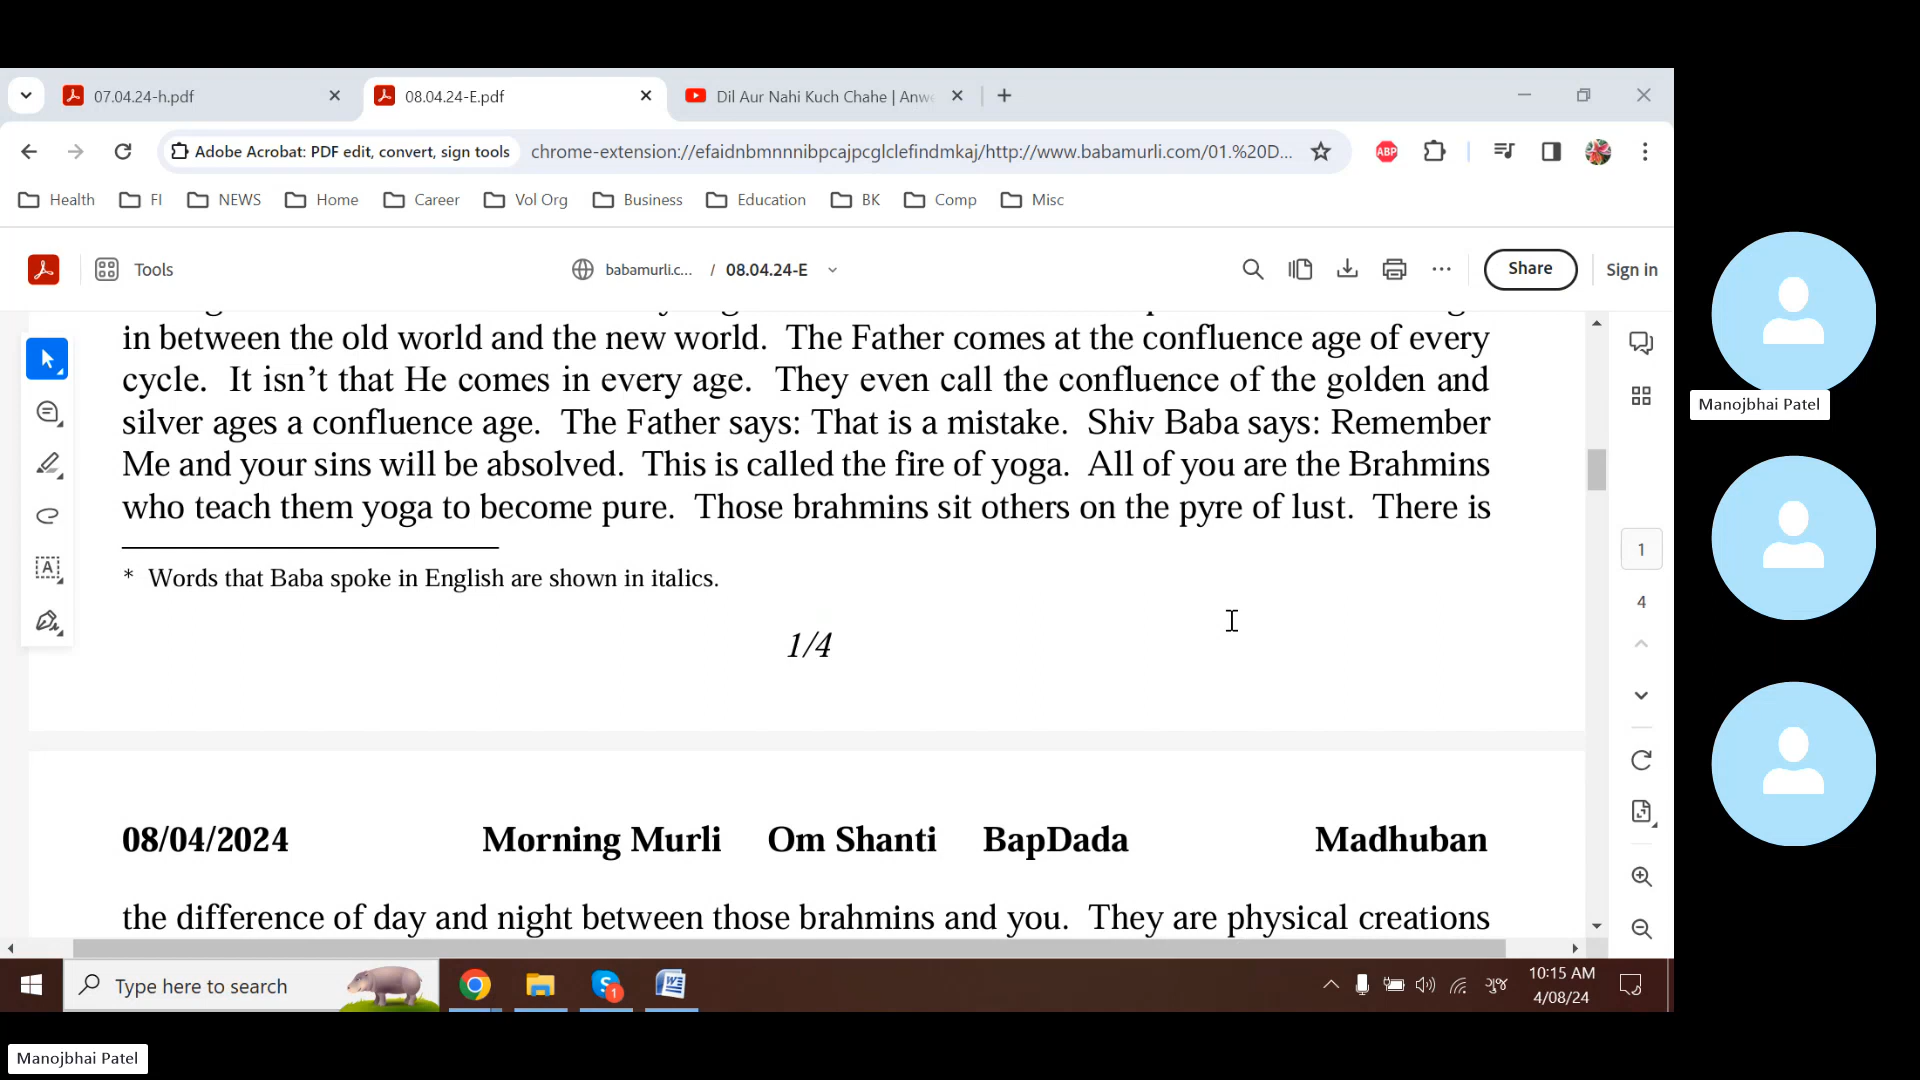 07.04.24-h.pdf
08.04.24-E.pdf
Dil Aur Nahi Kuch Chahe | Anw
Adobe Acrobat: PDF edit, convert, sign tools
chrome-extension://efaidnbmnnnibpcajpcglclefindmkaj/http://www.babamurli.com/01.%20D...
ABP
Health
FI
NEWS
Home
Career
Vol Org
Business
Education
BK
Comp
Misc
Tools
babamurli.c... / 08.04.24-E
Share
Sign in
in between the old world and the new world. The Father comes at the confluence age of every
cycle. It isn't that He comes in every age. They even call the confluence of the golden and
silver ages a confluence age. The Father says: That is a mistake. Shiv Baba says: Remember
Me and your sins will be absolved. This is called the fire of yoga. All of you are the Brahmins
who teach them yoga to become pure. Those brahmins sit others on the pyre of lust. There is
* Words that Baba spoke in English are shown in italics.
1/4
08/04/2024 Morning Murli Om Shanti BapDada Madhuban
the difference of day and night between those brahmins and you. They are physical creations
1
4
Manojbhai Patel
Type here to search
1
ગુજ
10:15 AM
4/08/24
Manojbhai Patel